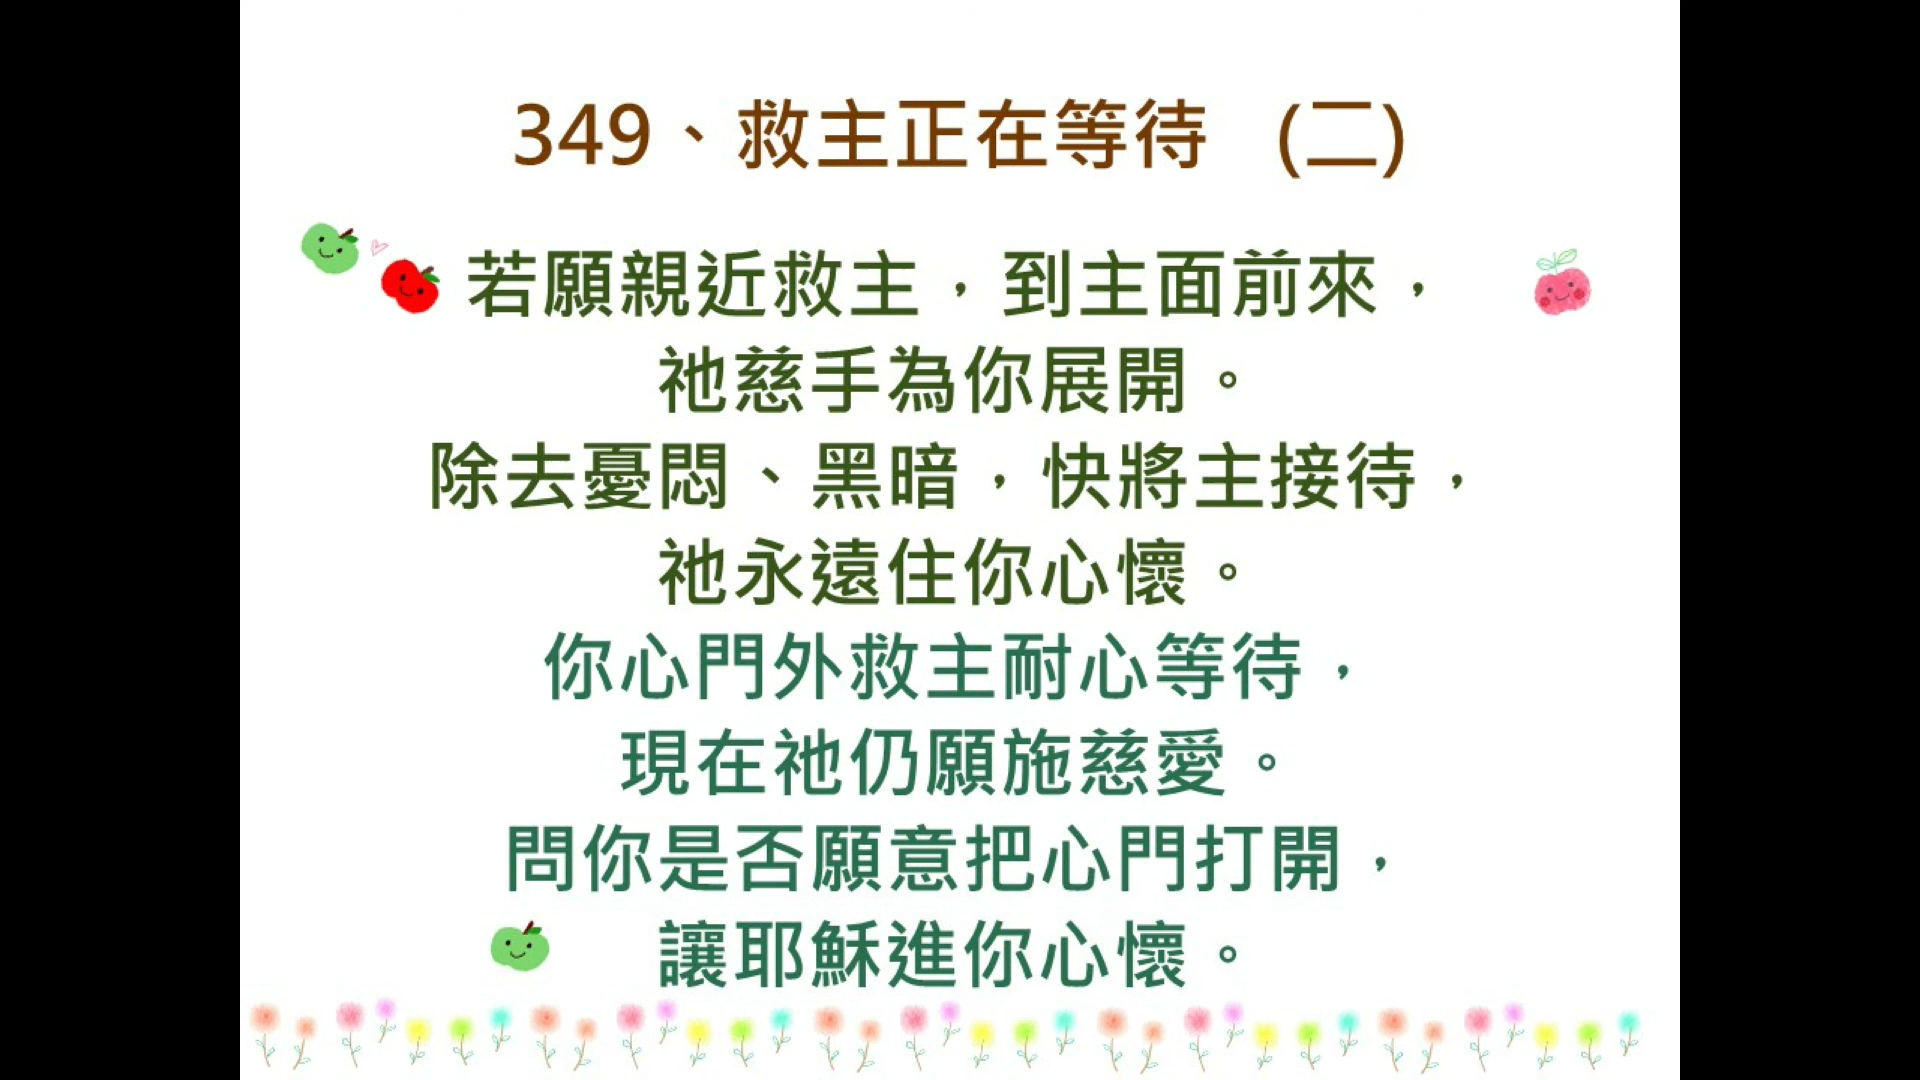 349、救主正在等待 (二)
若願親近救主，到主面前來，
祂慈手為你展開。
除去憂悶、黑暗，快將主接待，
祂永遠住你心懷。
你心門外救主耐心等待，
現在祂仍願施慈愛。
問你是否願意把心門打開，
讓耶穌進你心懷。